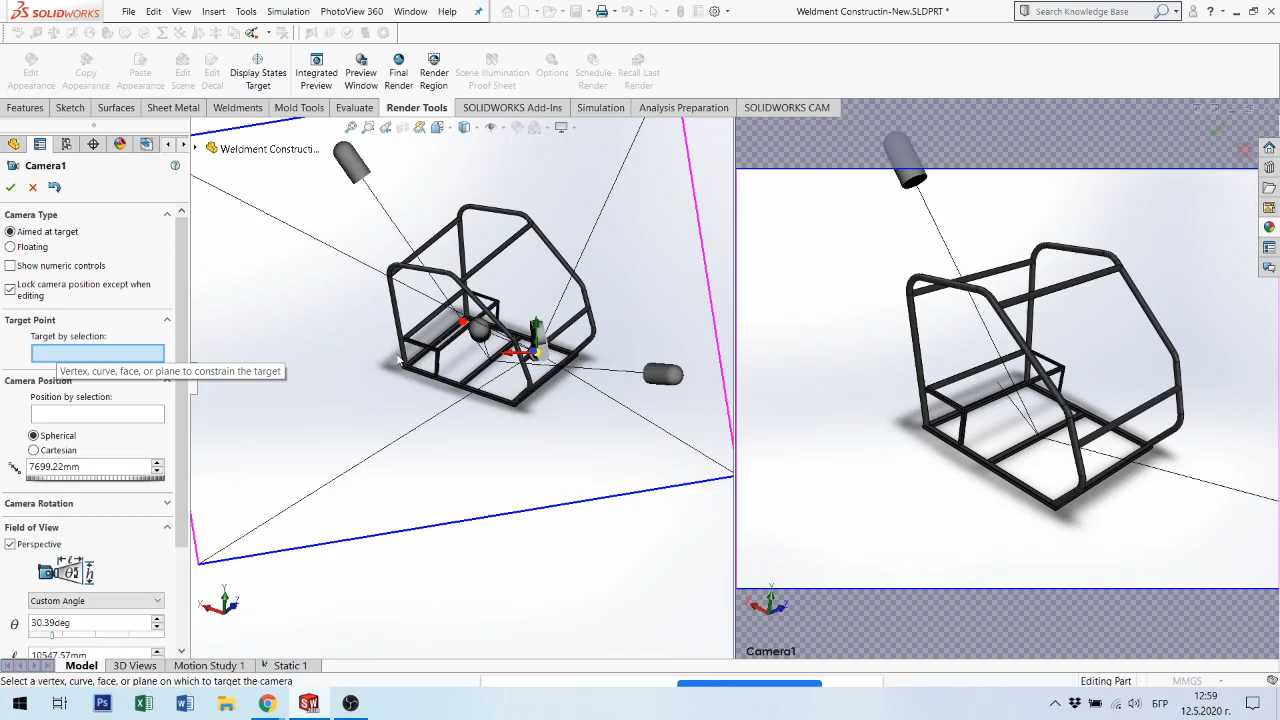 SOLIDWORKS File Edit View Insert Tools Simulation PhotoView 360 Window Help Weldment Constructin-New.SLDPRT * Search Knowledge Base
Edit Appearance
Copy Appearance
Paste Appearance
Edit Scene
Edit Decal
Display States Target
Integrated Preview
Preview Window
Final Render
Render Region
Scene Illumination Proof Sheet
Options
Schedule Render
Recall Last Render
Features Sketch Surfaces Sheet Metal Weldments Mold Tools Evaluate Render Tools SOLIDWORKS Add-Ins Simulation Analysis Preparation SOLIDWORKS CAM
Weldment Constructi...
Camera1
Camera Type
Aimed at target
Floating
Show numeric controls
Lock camera position except when
editing
Target Point
Target by selection:
Vertex, curve, face, or plane to constrain the target
Camera Position
Position by selection:
Spherical
Cartesian
7699.22mm
Camera Rotation
Field of View
Perspective
Custom Angle
θ 30.39deg
ℓ 10547.57mm
Y
X
Z
Y
X
Z
Camera1
Model 3D Views Motion Study 1 Static 1
Select a vertex, curve, face, or plane on which to target the camera Editing Part MMGS
БГР 12:59
12.5.2020 г.